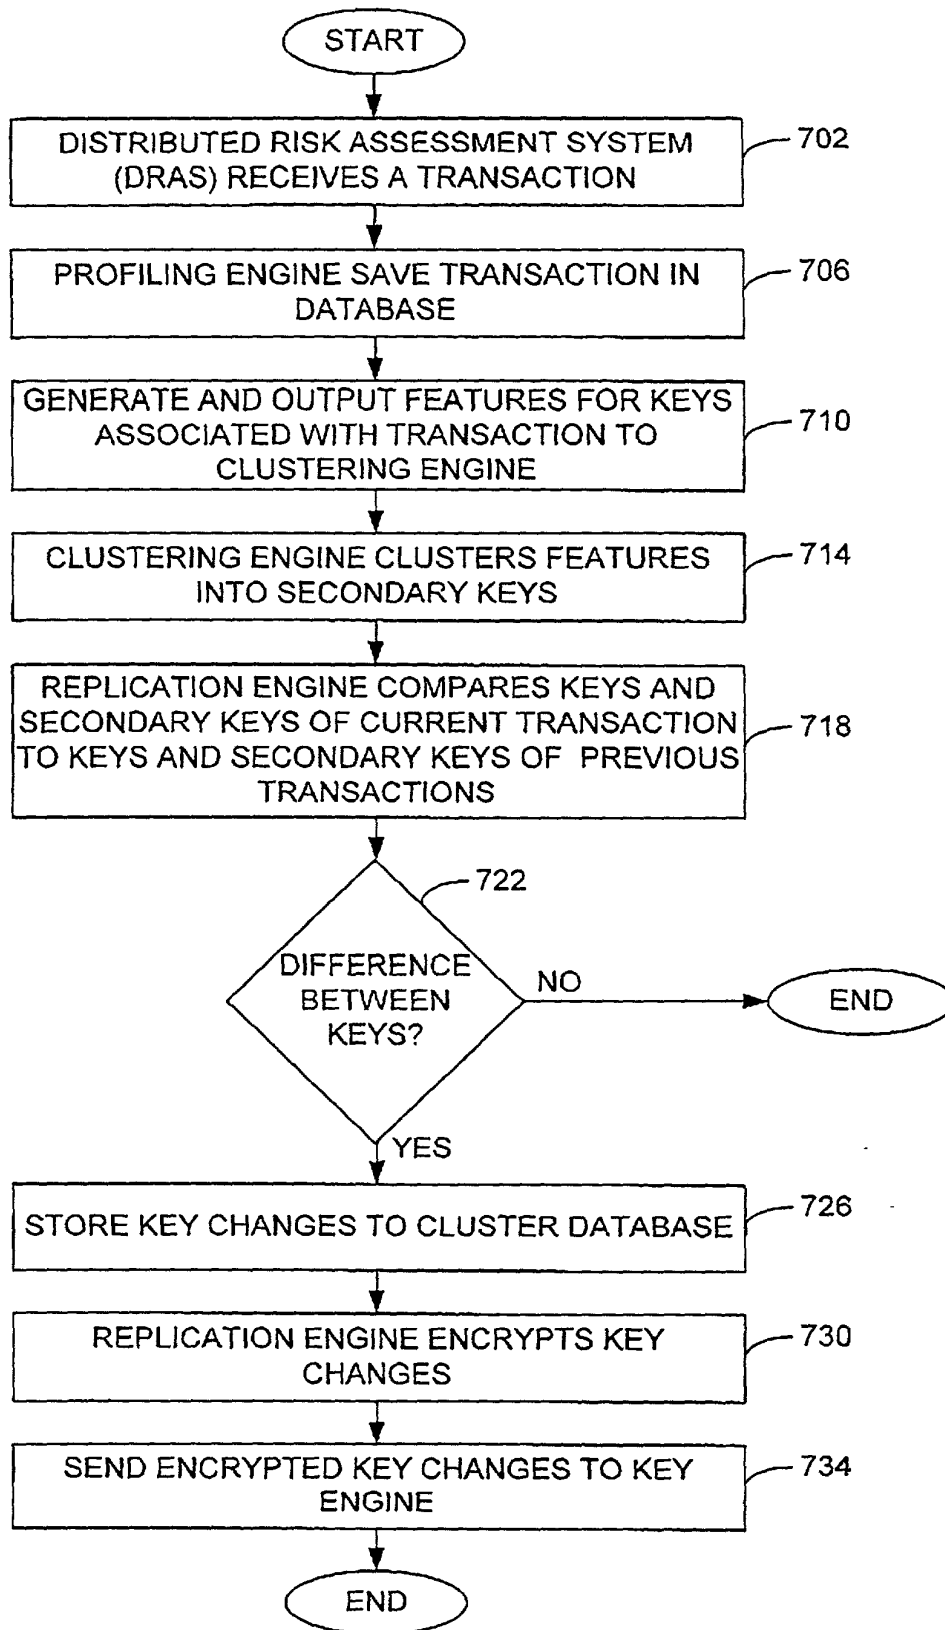 START
DISTRIBUTED RISK ASSESSMENT SYSTEM
(DRAS) RECEIVES A TRANSACTION
702
PROFILING ENGINE SAVE TRANSACTION IN
DATABASE
706
GENERATE AND OUTPUT FEATURES FOR KEYS
ASSOCIATED WITH TRANSACTION TO
CLUSTERING ENGINE
710
CLUSTERING ENGINE CLUSTERS FEATURES
INTO SECONDARY KEYS
714
REPLICATION ENGINE COMPARES KEYS AND
SECONDARY KEYS OF CURRENT TRANSACTION
TO KEYS AND SECONDARY KEYS OF PREVIOUS
TRANSACTIONS
718
722
DIFFERENCE
BETWEEN
KEYS?
NO
END
YES
STORE KEY CHANGES TO CLUSTER DATABASE
726
REPLICATION ENGINE ENCRYPTS KEY
CHANGES
730
SEND ENCRYPTED KEY CHANGES TO KEY
ENGINE
734
END